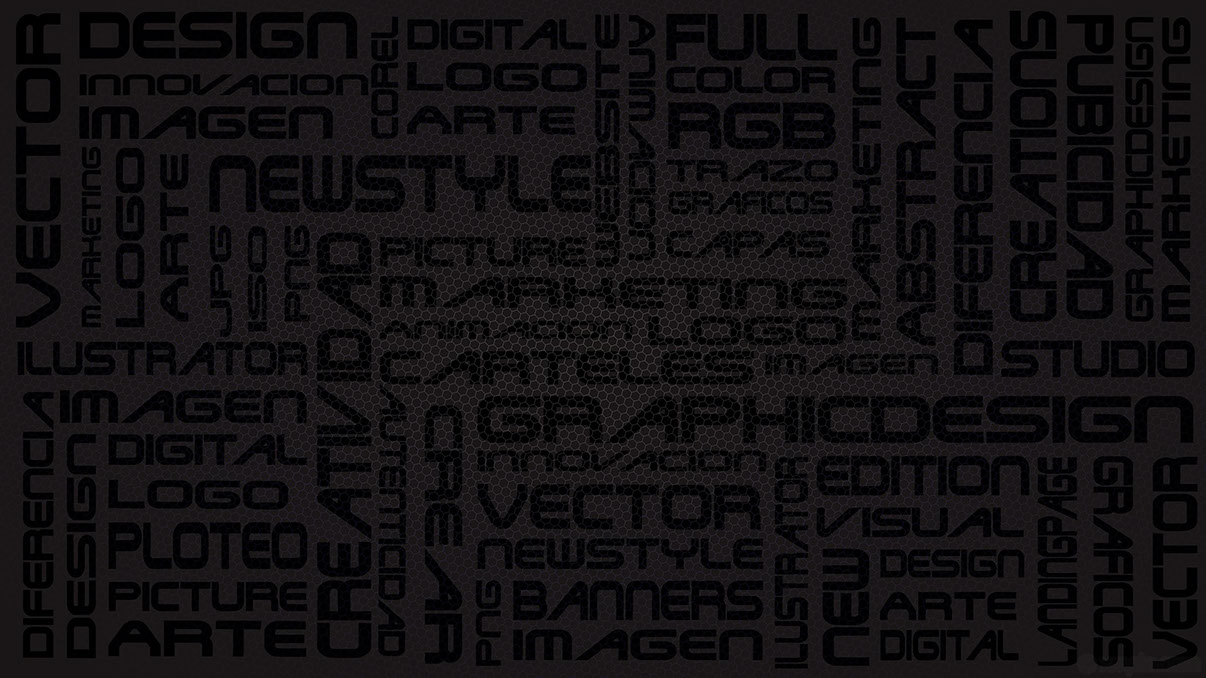 VECTOR
DESIGN
INNOVACION
IMAGEN
MARKETING
LOGO
ARTE
COREL
DIGITAL
LOGO
ARTE
WEBSITE
ANIMACION
NEWSTYLE
JPG
ISO
PNG
FULL
COLOR
RGB
TRAZO
GRAFICOS
CAPAS
MARKETING
ABSTRACT
DIFERENCIA
CREATIONS
PUBICIDAD
GRAPHICDESIGN
MARKETING
STUDIO
PICTURE
MARKETING
ANIMACION LOGO
CARTELES IMAGEN
ILUSTRATOR
CREATIVIDAD
IMAGEN
DIFERENCIA
DESIGN
DIGITAL
LOGO
PLOTEO
PICTURE
ARTE
CREAR
GRAPHICDESIGN
INNOVACION
VECTOR
NEWSTYLE
PNG
BANNERS
IMAGEN
ILUSTRATOR
EDITION
VISUAL
NEW
DESIGN
ARTE
DIGITAL
LANDINGPAGE
GRAFICOS
VECTOR